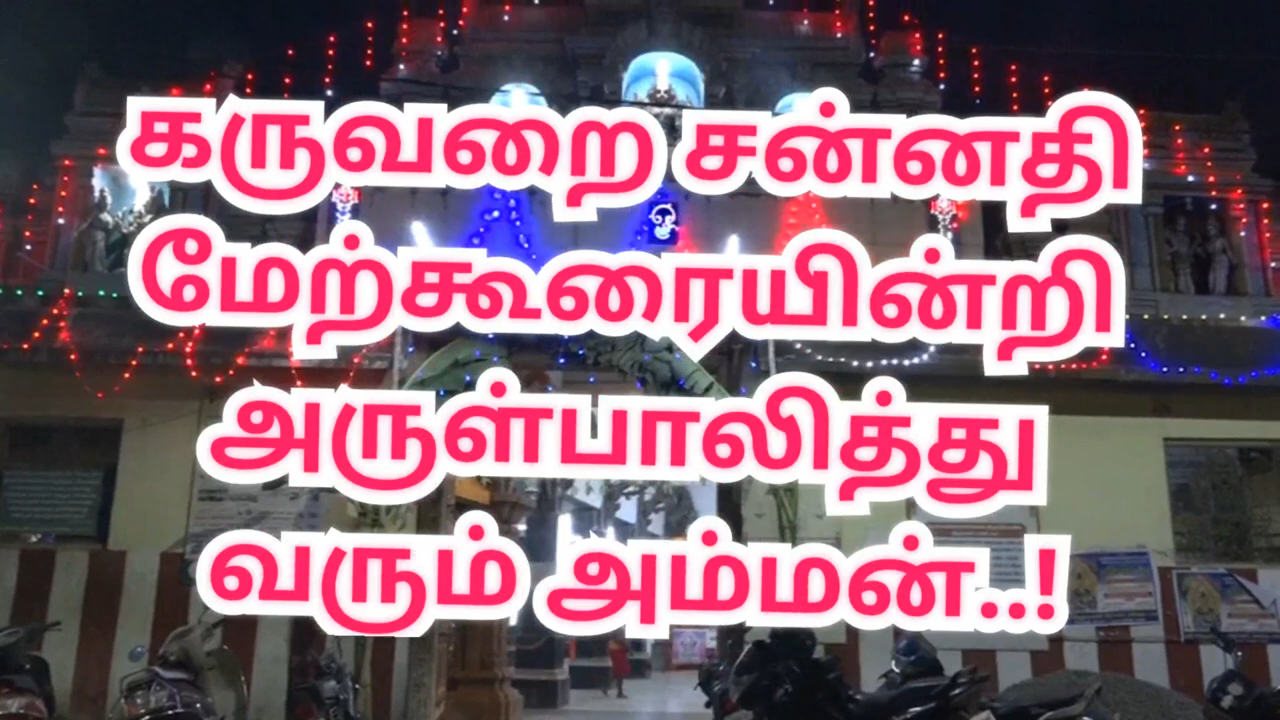 கருவறை சன்னதி
மேற்கூரையின்றி
அருள்பாலித்து
வரும் அம்மன்..!